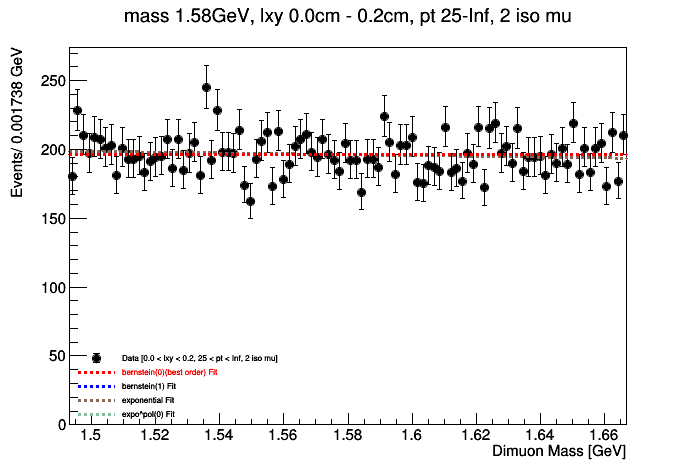 mass 1.58GeV, lxy 0.0cm - 0.2cm, pt 25-Inf, 2 iso mu
Events/ 0.001738 GeV
250
200
150
100
50
0
Data [0.0 < lxy < 0.2, 25 < pt < Inf, 2 iso mu]
bernstein(0)(best order) Fit
bernstein(1) Fit
exponential Fit
expo*pol(0) Fit
1.5 1.52 1.54 1.56 1.58 1.6 1.62 1.64 1.66
Dimuon Mass [GeV]